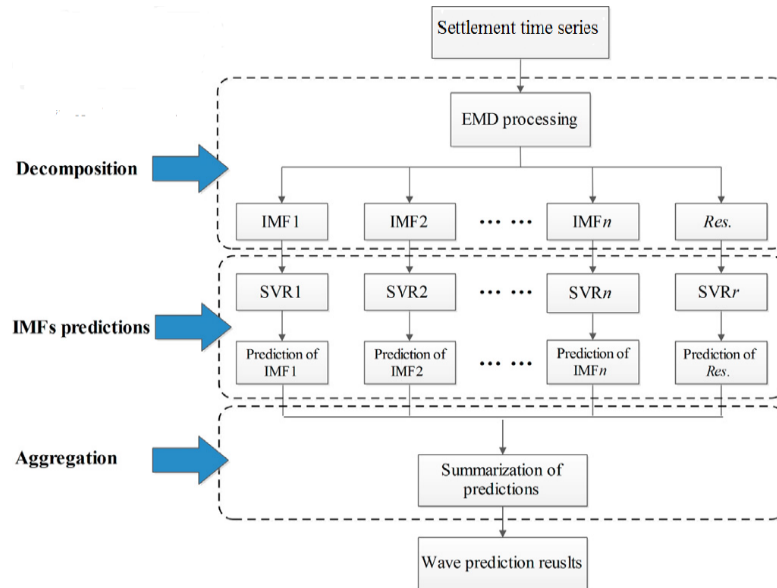 Settlement time series
EMD processing
Decomposition
IMF1 IMF2 ... ... IMFn Res.
SVR1 SVR2 ... ... SVRn SVRr
IMFs predictions
Prediction of IMF1
Prediction of IMF2
... ...
Prediction of IMFn
Prediction of Res.
Aggregation
Summarization of
predictions
Wave prediction reuslts